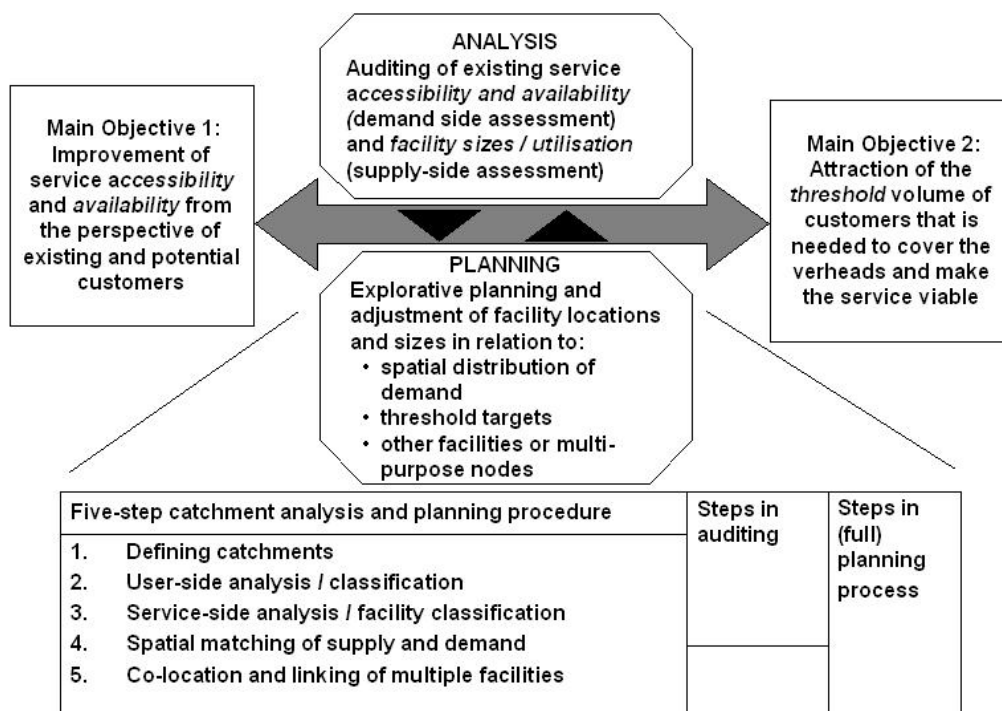 ANALYSIS
Auditing of existing service
accessibility and availability
(demand side assessment)
and facility sizes / utilisation
(supply-side assessment)
Main Objective 1:
Improvement of
service accessibility
and availability from
the perspective of
existing and potential
customers
Main Objective 2:
Attraction of the
threshold volume of
customers that is
needed to cover the
verheads and make
the service viable
PLANNING
Explorative planning and
adjustment of facility locations
and sizes in relation to:
• spatial distribution of
demand
• threshold targets
• other facilities or multi-
purpose nodes
Five-step catchment analysis and planning procedure
1. Defining catchments
2. User-side analysis / classification
3. Service-side analysis / facility classification
4. Spatial matching of supply and demand
5. Co-location and linking of multiple facilities
Steps in
auditing
Steps in
(full)
planning
process